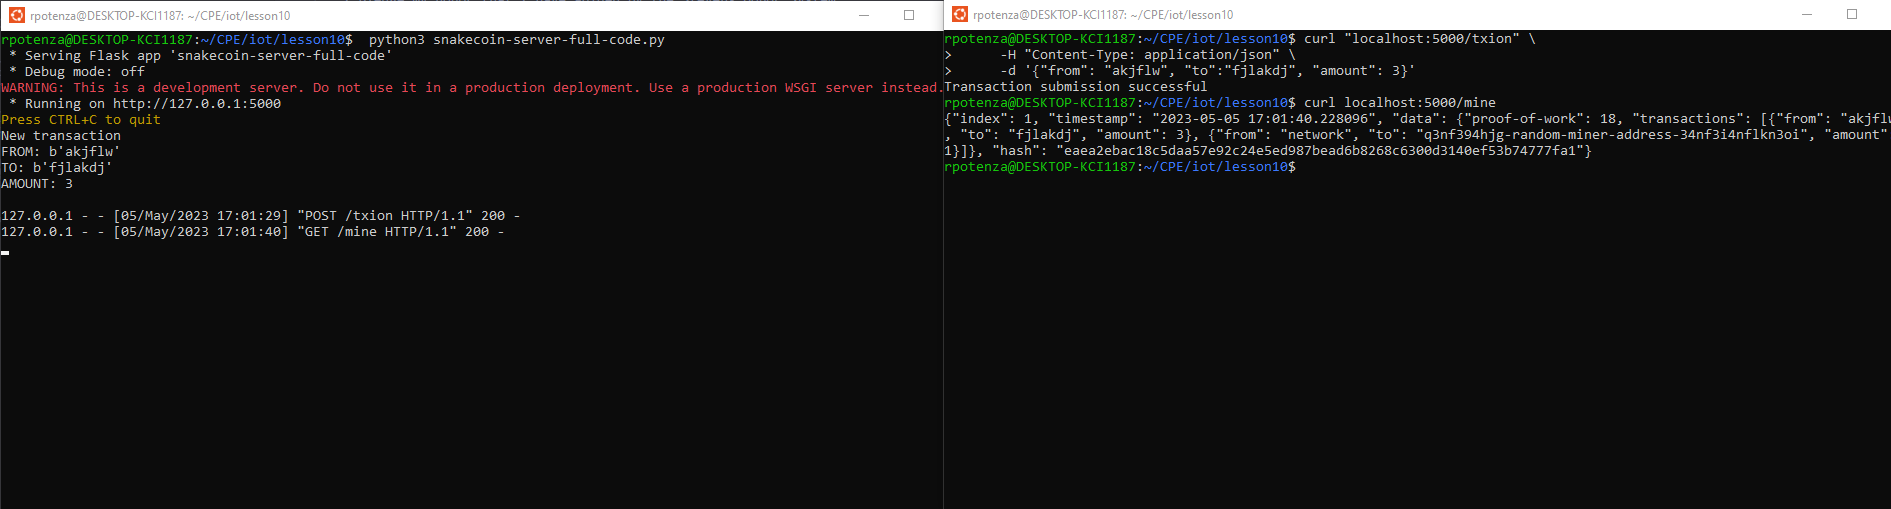 rpotenza@DESKTOP-KCI1187: ~/CPE/iot/lesson10
rpotenza@DESKTOP-KCI1187:~/CPE/iot/lesson10$  python3 snakecoin-server-full-code.py
 * Serving Flask app 'snakecoin-server-full-code'
 * Debug mode: off
WARNING: This is a development server. Do not use it in a production deployment. Use a production WSGI server instead.
 * Running on http://127.0.0.1:5000
Press CTRL+C to quit
New transaction
FROM: b'akjflw'
TO: b'fjlakdj'
AMOUNT: 3
127.0.0.1 - - [05/May/2023 17:01:29] "POST /txion HTTP/1.1" 200 -
127.0.0.1 - - [05/May/2023 17:01:40] "GET /mine HTTP/1.1" 200 -
rpotenza@DESKTOP-KCI1187: ~/CPE/iot/lesson10
rpotenza@DESKTOP-KCI1187:~/CPE/iot/lesson10$ curl "localhost:5000/txion" \
>      -H "Content-Type: application/json" \
>      -d '{"from": "akjflw", "to":"fjlakdj", "amount": 3}'
Transaction submission successful
rpotenza@DESKTOP-KCI1187:~/CPE/iot/lesson10$ curl localhost:5000/mine
{"index": 1, "timestamp": "2023-05-05 17:01:40.228096", "data": {"proof-of-work": 18, "transactions": [{"from": "akjflw
, "to": "fjlakdj", "amount": 3}, {"from": "network", "to": "q3nf394hjg-random-miner-address-34nf3i4nflkn3oi", "amount"
1}]}, "hash": "eaea2ebac18c5daa57e92c24e5ed987bead6b8268c6300d3140ef53b74777fa1"}
rpotenza@DESKTOP-KCI1187:~/CPE/iot/lesson10$